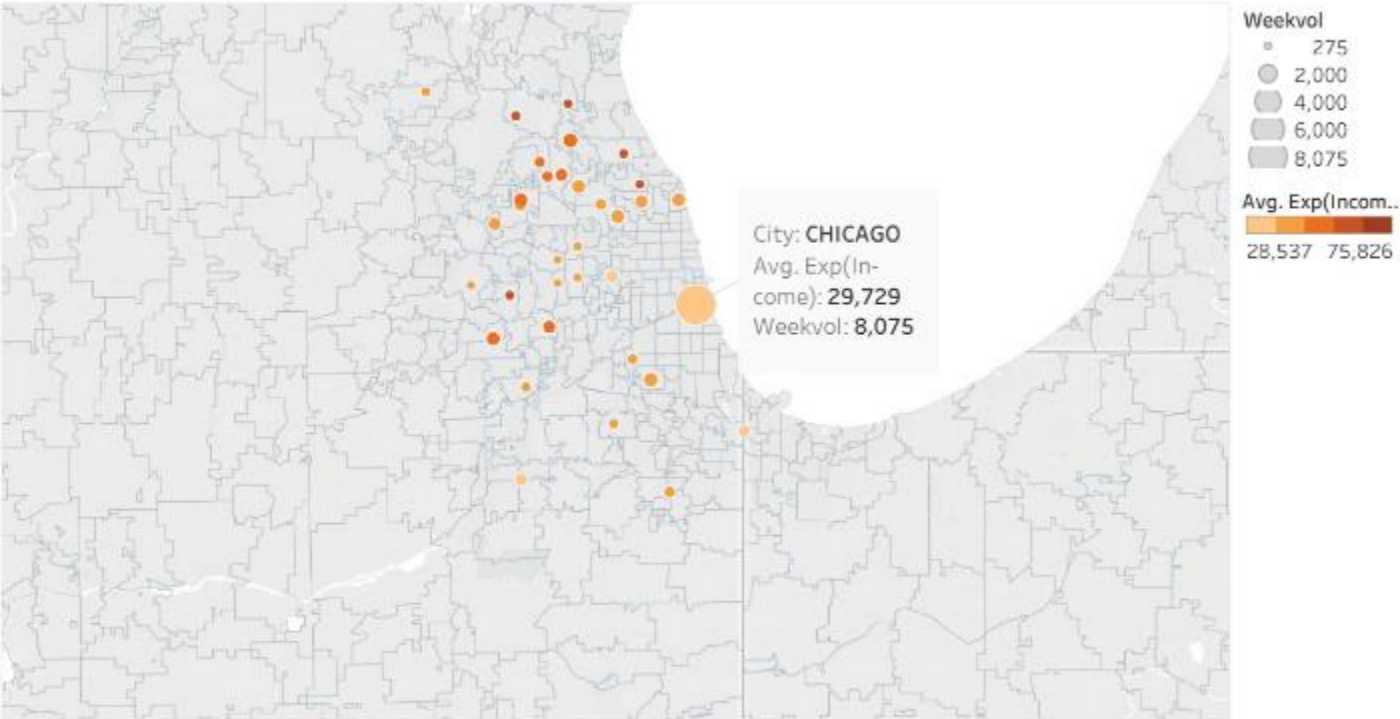 City: CHICAGO
Avg. Exp(In-
come): 29,729
Weekvol: 8,075
Weekvol
275
2,000
4,000
6,000
8,075
Avg. Exp(Incom..
28,537 75,826